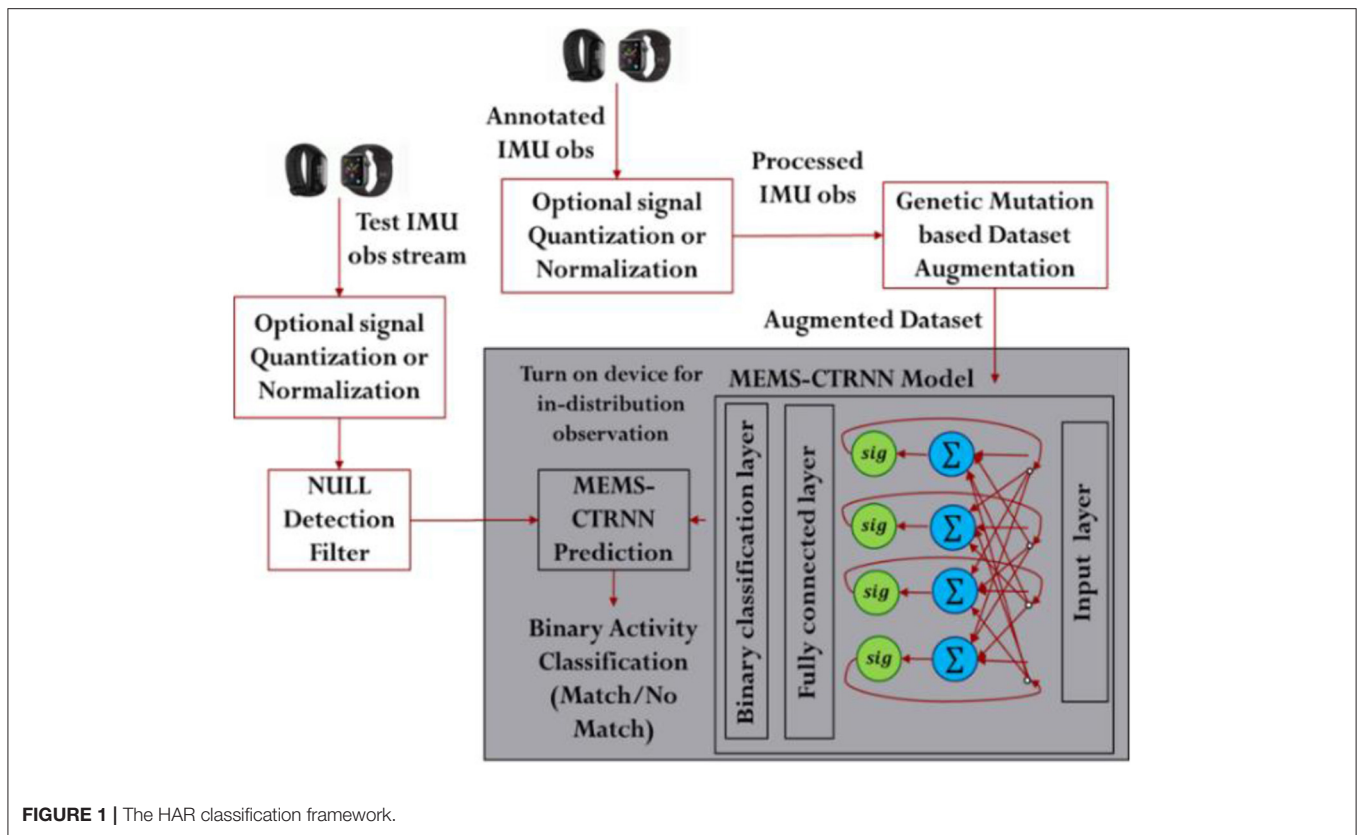 Annotated
IMU obs
Processed
IMU obs
Optional signal
Quantization or
Normalization
Genetic Mutation
based Dataset
Augmentation
Test IMU
obs stream
Augmented Dataset
Optional signal
Quantization or
Normalization
Turn on device for
in-distribution
observation
MEMS-CTRNN Model
NULL
Detection
Filter
MEMS-
CTRNN
Prediction
Binary Activity
Classification
(Match/No
Match)
Binary classification layer
Fully connected layer
sig Σ
sig Σ
sig Σ
sig Σ
Input layer
FIGURE 1 | The HAR classification framework.